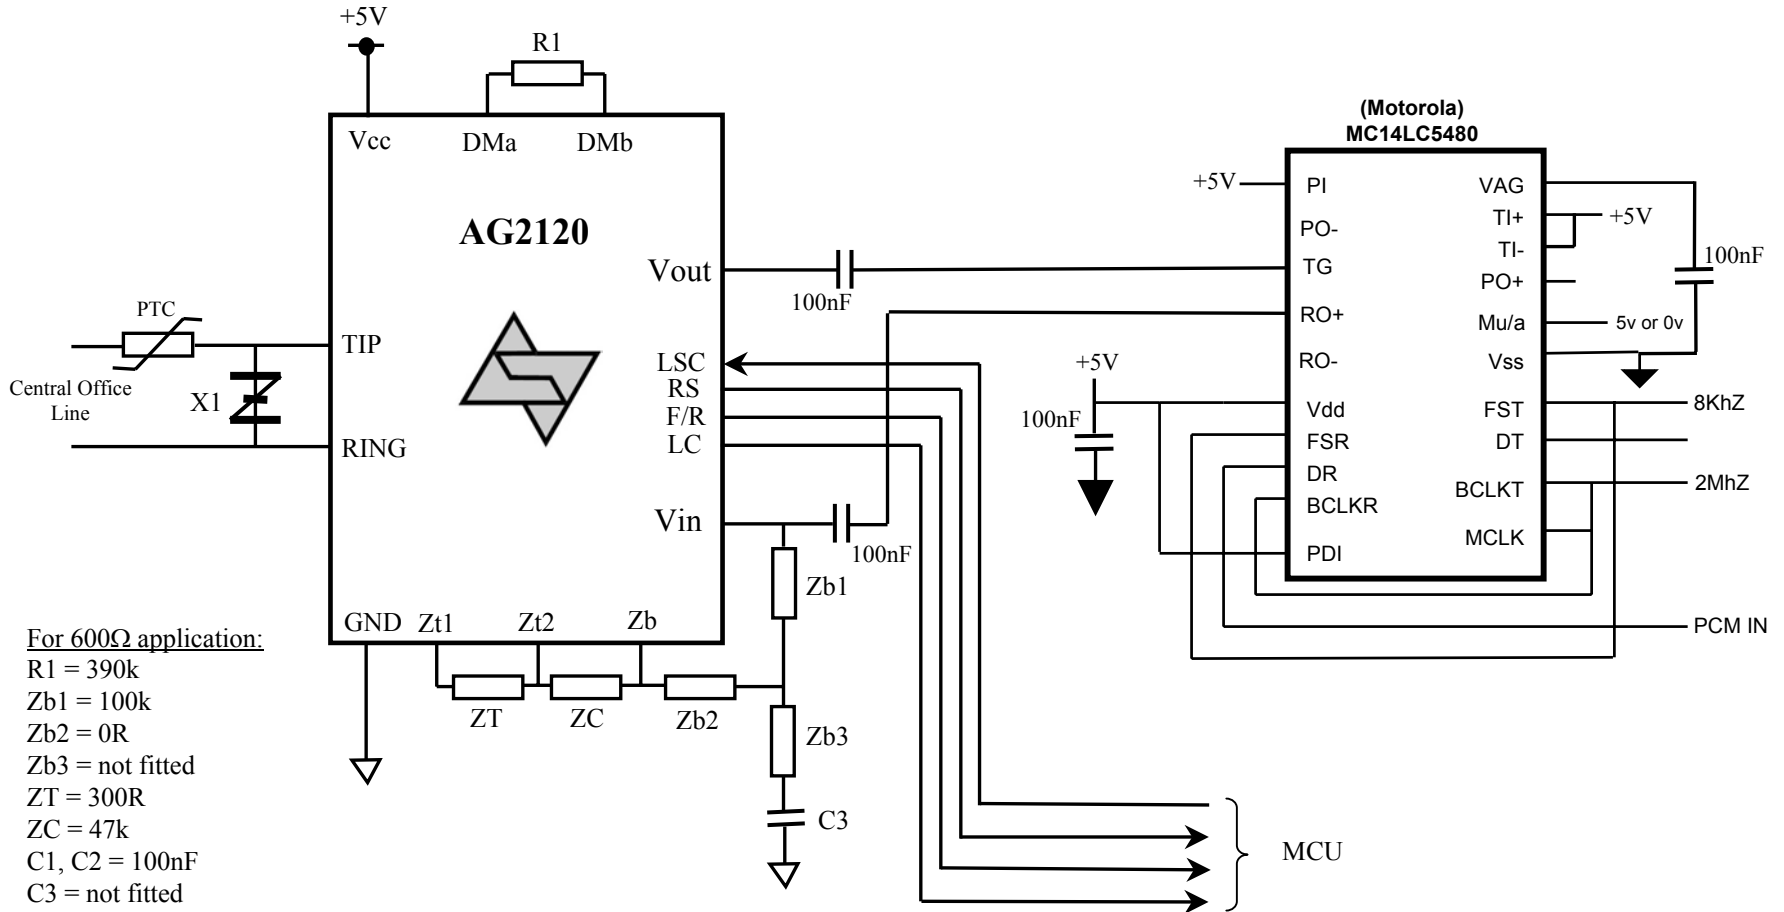 +5V
R1
Vcc
DMa
DMb
AG2120
Vout
100nF
PTC
TIP
Central Office
Line
X1
RING
LSC
RS
F/R
LC
Vin
100nF
Zb1
GND
Zt1
Zt2
Zb
ZT
ZC
Zb2
Zb3
C3
(Motorola)
MC14LC5480
+5V
PI
VAG
PO-
TI+
+5V
TI-
TG
100nF
PO+
RO+
Mu/a
5v or 0v
RO-
Vss
+5V
100nF
Vdd
FST
8KhZ
FSR
DT
DR
BCLKT
2MhZ
BCLKR
MCLK
PDI
PCM IN
MCU
For 600Ω application:
R1 = 390k
Zb1 = 100k
Zb2 = 0R
Zb3 = not fitted
ZT = 300R
ZC = 47k
C1, C2 = 100nF
C3 = not fitted